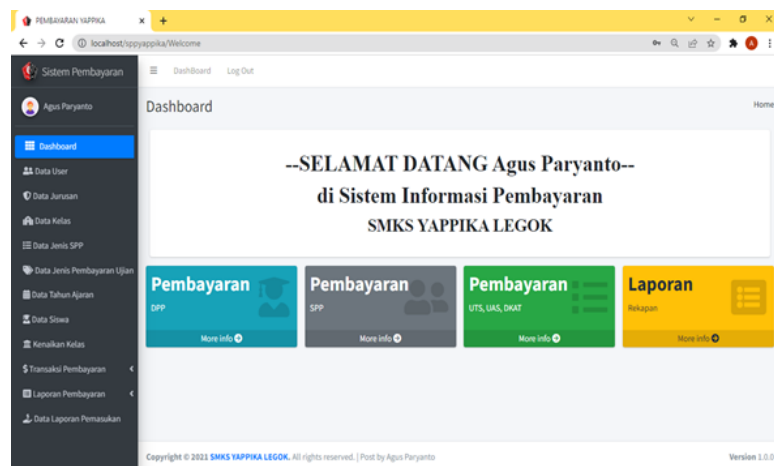 PEMBAYARAN YAPPIKA
localhost/sppyappika/Welcome
A
Sistem Pembayaran
DashBoard Log Out
Agus Paryanto
Dashboard
Home
Dashboard
Data User
Data Jurusan
Data Kelas
Data Jenis SPP
Data Jenis Pembayaran Ujian
Data Tahun Ajaran
Data Siswa
Kenaikan Kelas
Transaksi Pembayaran
Laporan Pembayaran
Data Laporan Pemasukan
--SELAMAT DATANG Agus Paryanto--
di Sistem Informasi Pembayaran
SMKS YAPPIKA LEGOK
Pembayaran
DPP
More info
Pembayaran
SPP
More info
Pembayaran
UTS, UAS, DKAT
More info
Laporan
Rekapan
More info
Copyright © 2021 SMKS YAPPIKA LEGOK. All rights reserved. | Post by Agus Paryanto
Version 1.0.0